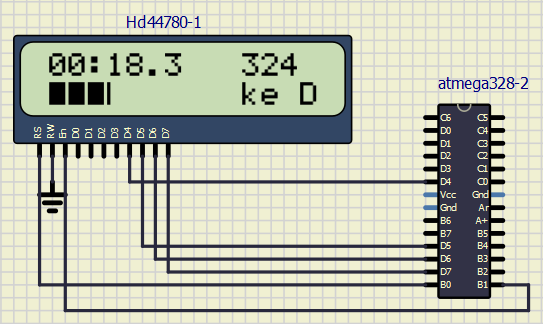 Hd44780-1
00:18.3 324
ke D
RS RW En D0 D1 D2 D3 D4 D5 D6 D7
atmega328-2
C6 C5
D0 C4
D1 C3
D2 C2
D3 C1
D4 C0
Vcc Gnd
Gnd Ar
B6 A+
B7 B5
D5 B4
D6 B3
D7 B2
B0 B1